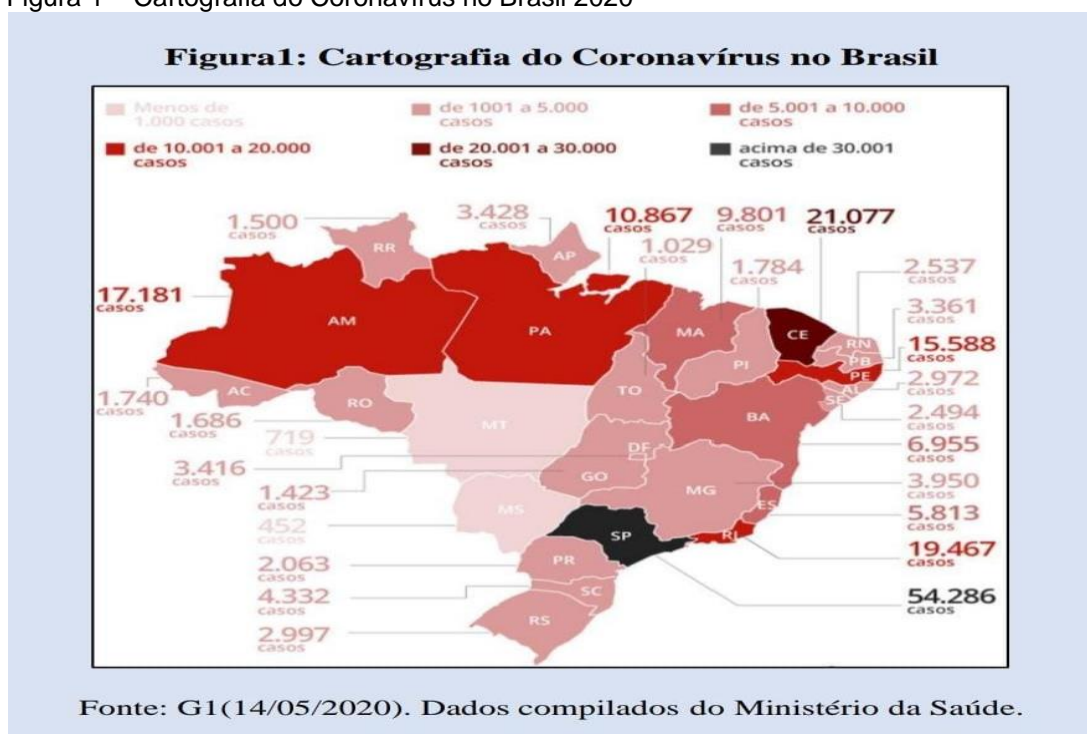 Figura 1 – Cartografia do Coronavírus no Brasil 2020
Figura1: Cartografia do Coronavírus no Brasil
Menos de
1.000 casos
de 1001 a 5.000
casos
de 5.001 a 10.000
casos
de 10.001 a 20.000
casos
de 20.001 a 30.000
casos
acima de 30.001
casos
1.500
casos
3.428
casos
10.867
casos
9.801
casos
21.077
casos
1.029
casos
1.784
casos
2.537
casos
3.361
casos
15.588
casos
2.972
casos
2.494
casos
6.955
casos
3.950
casos
5.813
casos
19.467
casos
54.286
casos
17.181
casos
1.740
casos
1.686
casos
719
casos
3.416
casos
1.423
casos
452
casos
2.063
casos
4.332
casos
2.997
casos
RR
AP
AM
PA
MA
CE
RN
PB
PE
AL
SE
PI
AC
RO
TO
BA
MT
DF
GO
MG
ES
MS
SP
RJ
PR
SC
RS
Fonte: G1(14/05/2020). Dados compilados do Ministério da Saúde.